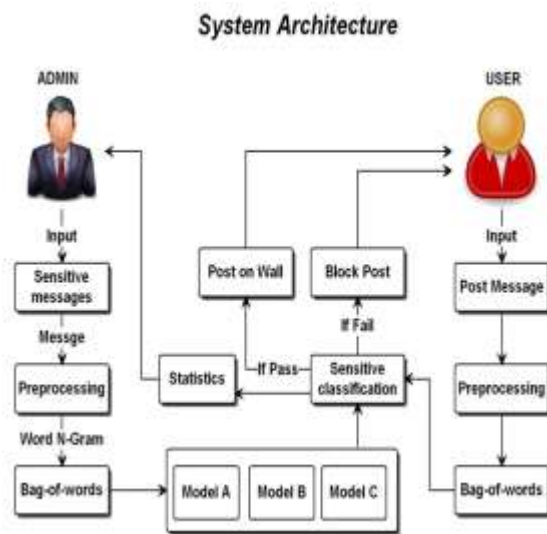 System Architecture
ADMIN
USER
Input
Input
Sensitive
messages
Post on Wall
Block Post
Post Message
Messge
If Fail
Preprocessing
Statistics
If Pass
Sensitive
classification
Preprocessing
Word N-Gram
Bag-of-words
Model A
Model B
Model C
Bag-of-words